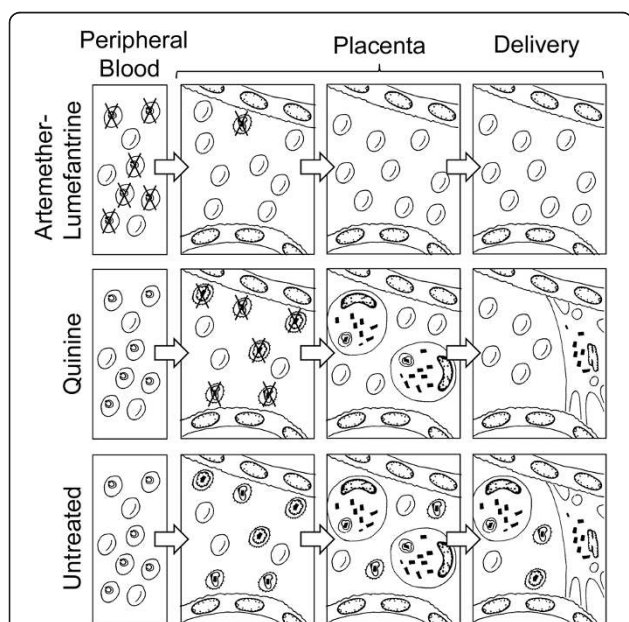 Peripheral
Blood
Placenta
Delivery
Artemether-
Lumefantrine
Quinine
Untreated